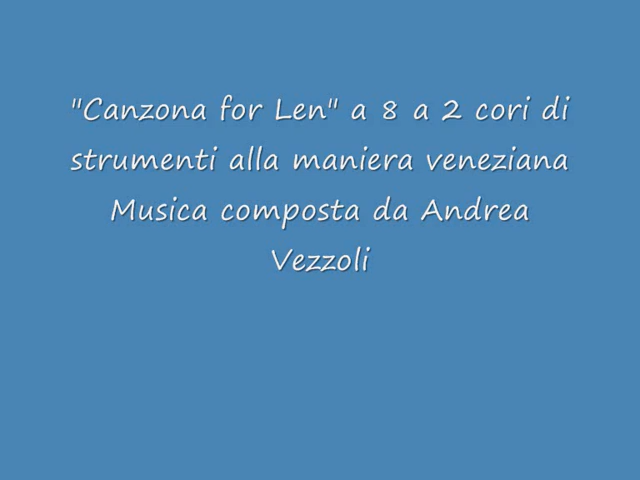 "Canzona for Len" a 8 a 2 cori di
strumenti alla maniera veneziana
Musica composta da Andrea
Vezzoli